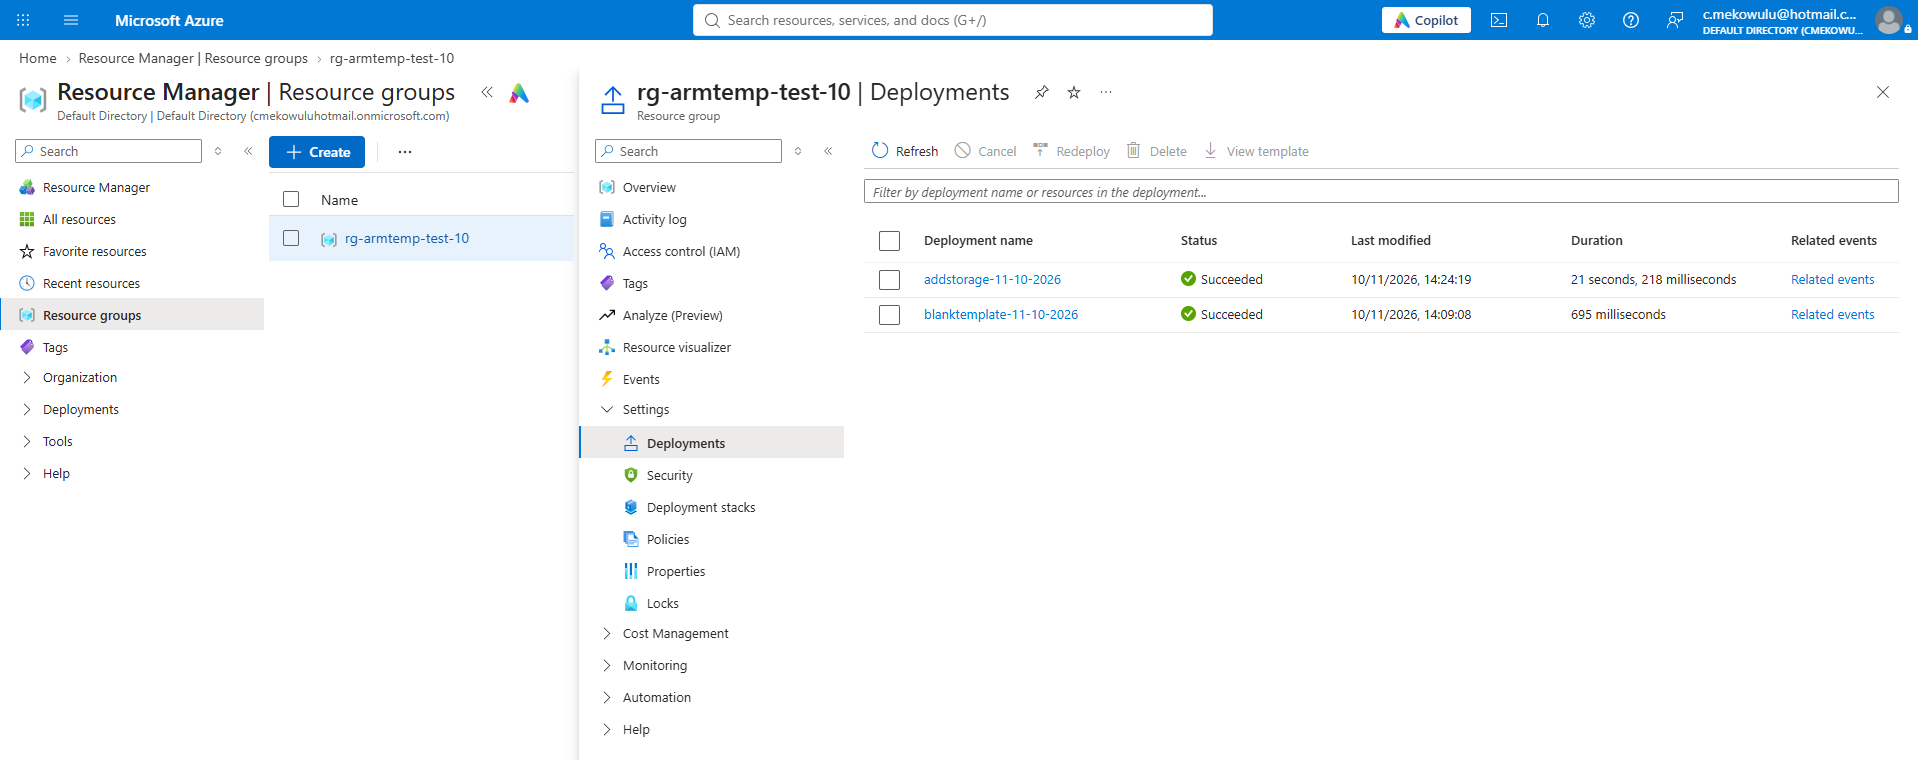 Microsoft Azure
Search resources, services, and docs (G+/)
Copilot
c.mekowulu@hotmail.c...
DEFAULT DIRECTORY (CMEKOWU...
Home > Resource Manager | Resource groups > rg-armtemp-test-10
Resource Manager | Resource groups
Default Directory | Default Directory (cmekowuluhotmail.onmicrosoft.com)
Search
Resource Manager
All resources
Favorite resources
Recent resources
Resource groups
Tags
Organization
Deployments
Tools
Help
+ Create
...
Name
rg-armtemp-test-10
rg-armtemp-test-10 | Deployments
...
Resource group
Search
Overview
Activity log
Access control (IAM)
Tags
Analyze (Preview)
Resource visualizer
Events
Settings
Deployments
Security
Deployment stacks
Policies
Properties
Locks
Cost Management
Monitoring
Automation
Help
Refresh Cancel Redeploy Delete View template
Filter by deployment name or resources in the deployment...
Deployment name Status Last modified Duration Related events
addstorage-11-10-2026 Succeeded 10/11/2026, 14:24:19 21 seconds, 218 milliseconds Related events
blanktemplate-11-10-2026 Succeeded 10/11/2026, 14:09:08 695 milliseconds Related events